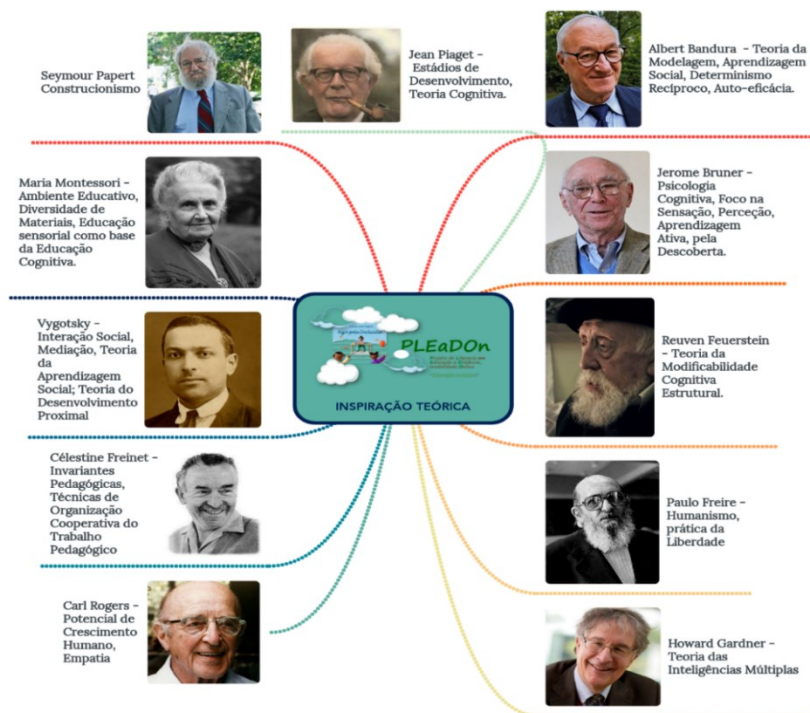 Seymour Papert
Construcionismo
Jean Piaget –
Estádios de
Desenvolvimento,
Teoria Cognitiva.
Albert Bandura – Teoria da
Modelagem, Aprendizagem
Social, Determinismo
Recíproco, Auto-eficácia.
Maria Montessori –
Ambiente Educativo,
Diversidade de
Materiais, Educação
sensorial como base
da Educação
Cognitiva.
Jerome Bruner –
Psicologia
Cognitiva, Foco na
Sensação, Perceção,
Aprendizagem
Ativa, pela
Descoberta.
Vygotsky –
Interação Social,
Mediação, Teoria
da
Aprendizagem
Social; Teoria do
Desenvolvimento
Proximal
PLEaDOn
INSPIRAÇÃO TEÓRICA
Reuven Feuerstein
– Teoria da
Modificabilidade
Cognitiva
Estrutural.
Célestine Freinet –
Invariantes
Pedagógicas,
Técnicas de
Organização
Cooperativa do
Trabalho
Pedagógico
Paulo Freire –
Humanismo,
prática da
Liberdade
Carl Rogers –
Potencial de
Crescimento
Humano,
Empatia
Howard Gardner –
Teoria das
Inteligências Múltiplas